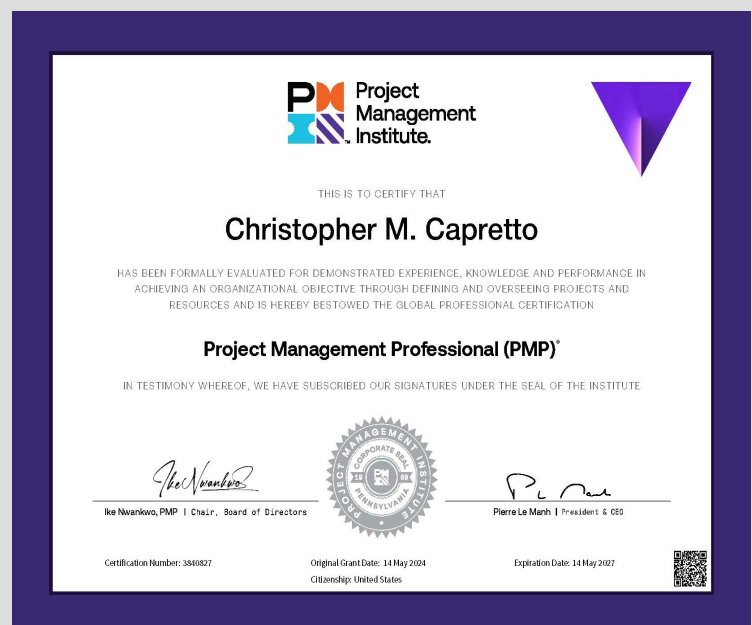 PM
Project
Management
Institute.
THIS IS TO CERTIFY THAT
Christopher M. Capretto
HAS BEEN FORMALLY EVALUATED FOR DEMONSTRATED EXPERIENCE, KNOWLEDGE AND PERFORMANCE IN
ACHIEVING AN ORGANIZATIONAL OBJECTIVE THROUGH DEFINING AND OVERSEEING PROJECTS AND
RESOURCES AND IS HEREBY BESTOWED THE GLOBAL PROFESSIONAL CERTIFICATION
Project Management Professional (PMP)®
IN TESTIMONY WHEREOF, WE HAVE SUBSCRIBED OUR SIGNATURES UNDER THE SEAL OF THE INSTITUTE
Ike Nwankwo
PROJECT MANAGEMENT INSTITUTE
CORPORATE SEAL
1969
PENNSYLVANIA
Ike Nwankwo, PMP | Chair, Board of Directors
Pierre Le Manh | President & CEO
Certification Number: 3840827
Original Grant Date: 14 May 2024
Expiration Date: 14 May 2027
Citizenship: United States